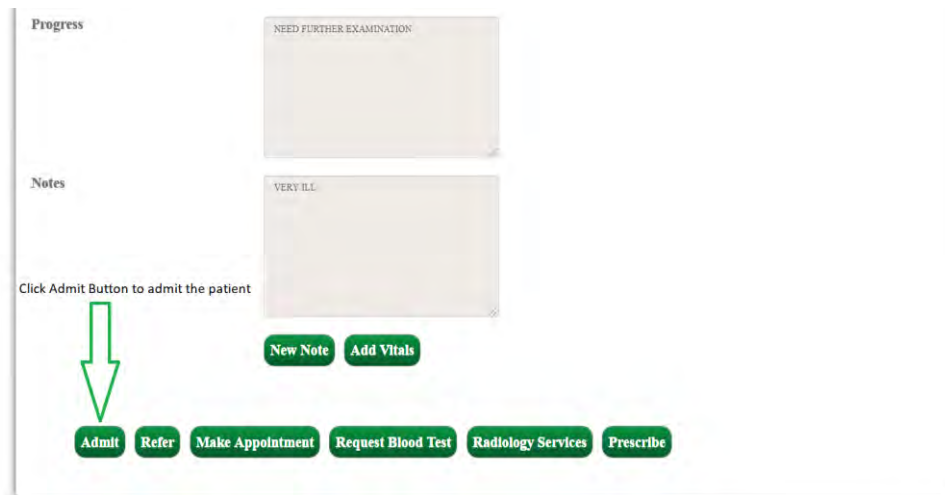 Progress
NEED FURTHER EXAMINATION
Notes
VERY ILL
Click Admit Button to admit the patient
New Note Add Vitals
Admit Refer Make Appointment Request Blood Test Radiology Services Prescribe